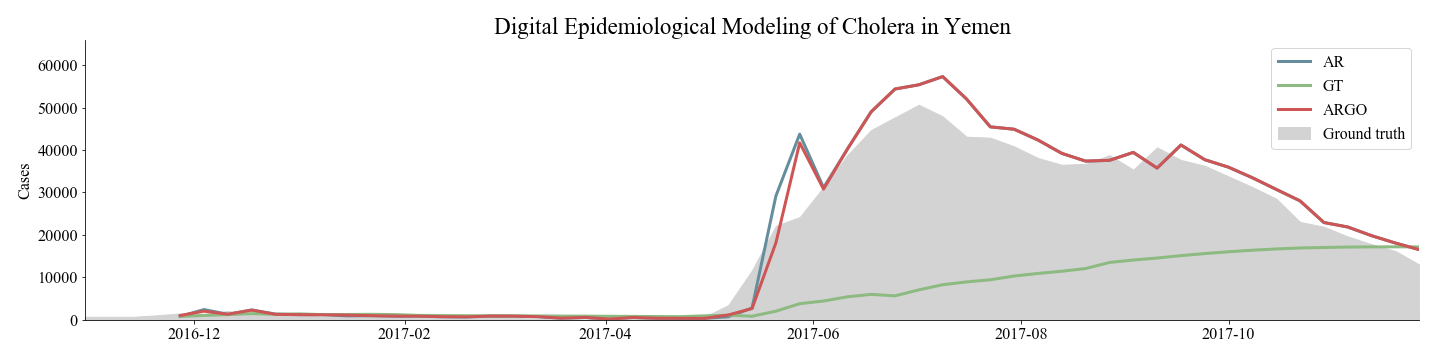 Digital Epidemiological Modeling of Cholera in Yemen
Cases
60000
50000
40000
30000
20000
10000
0
2016-12
2017-02
2017-04
2017-06
2017-08
2017-10
AR
GT
ARGO
Ground truth